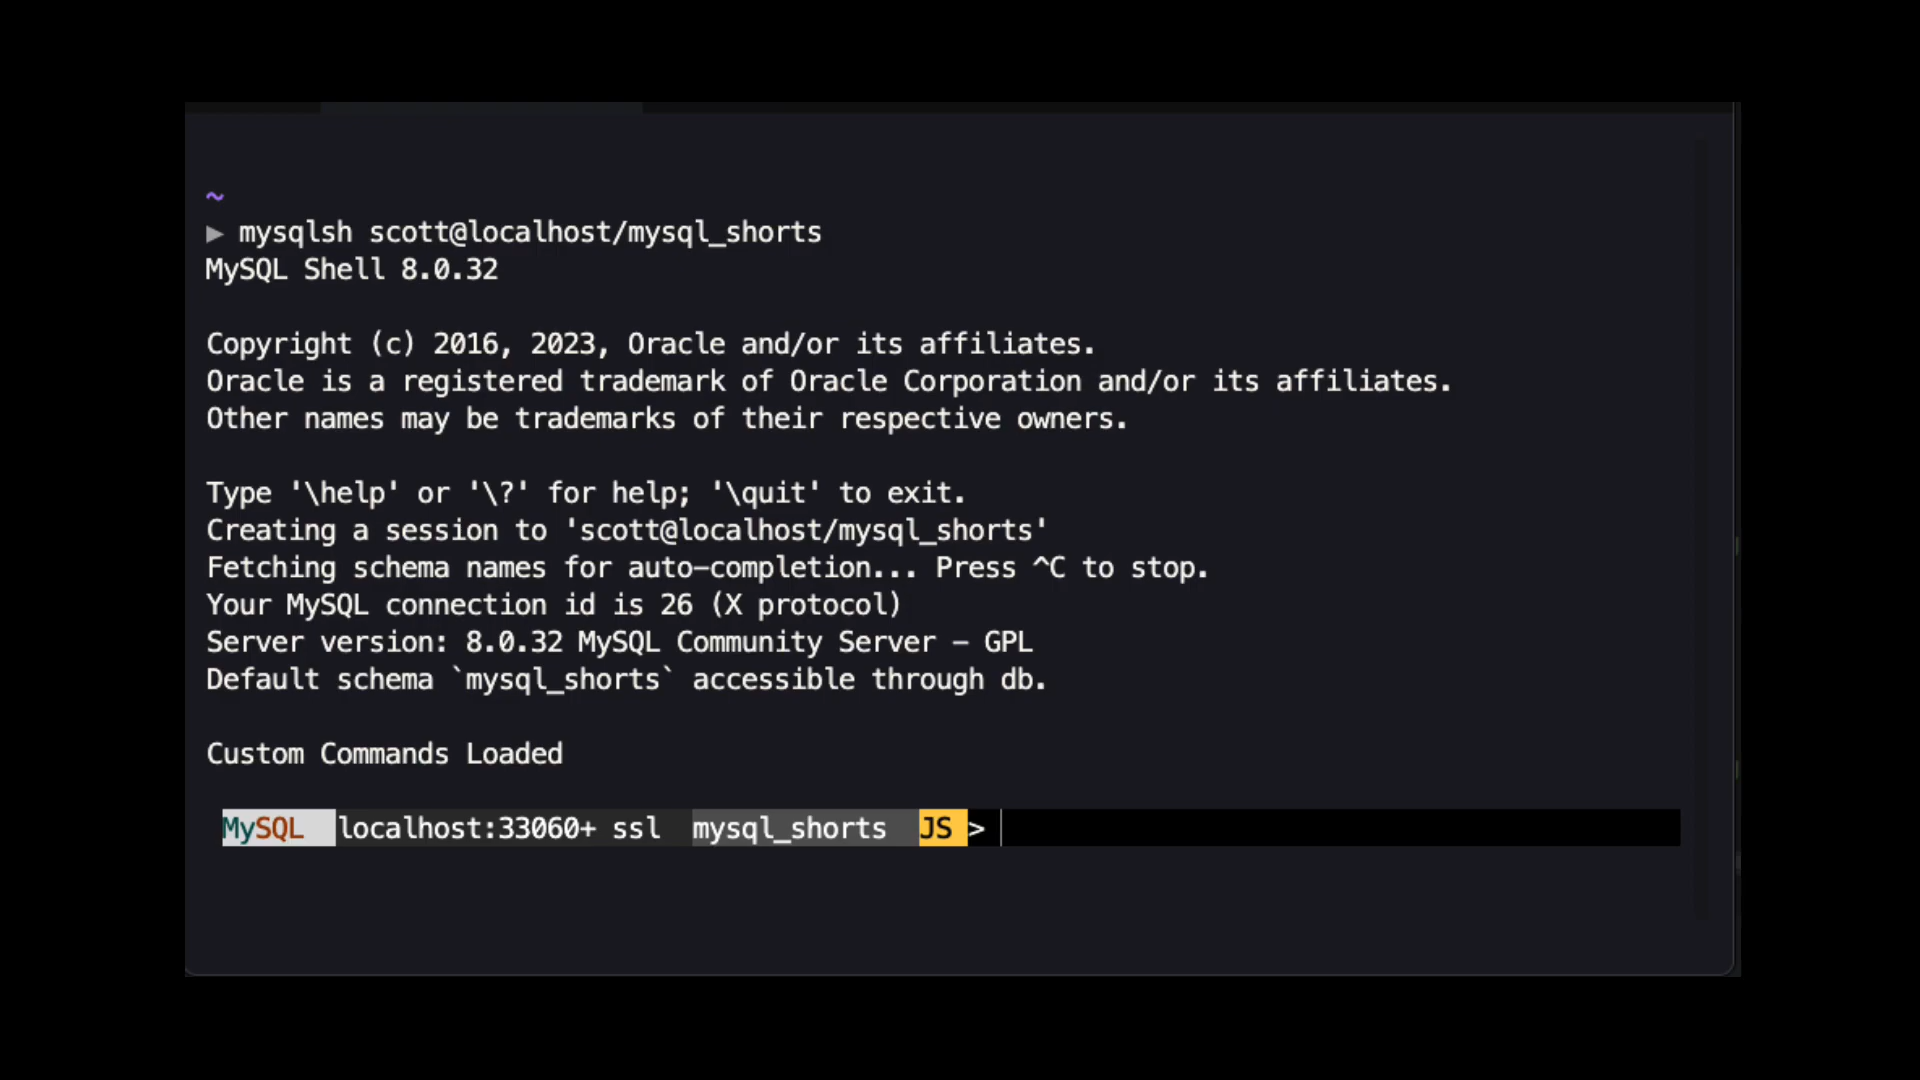 ~
▶ mysqlsh scott@localhost/mysql_shorts
MySQL Shell 8.0.32
Copyright (c) 2016, 2023, Oracle and/or its affiliates.
Oracle is a registered trademark of Oracle Corporation and/or its affiliates.
Other names may be trademarks of their respective owners.
Type '\help' or '\?' for help; '\quit' to exit.
Creating a session to 'scott@localhost/mysql_shorts'
Fetching schema names for auto-completion... Press ^C to stop.
Your MySQL connection id is 26 (X protocol)
Server version: 8.0.32 MySQL Community Server - GPL
Default schema `mysql_shorts` accessible through db.
Custom Commands Loaded
MySQL localhost:33060+ ssl mysql_shorts JS >